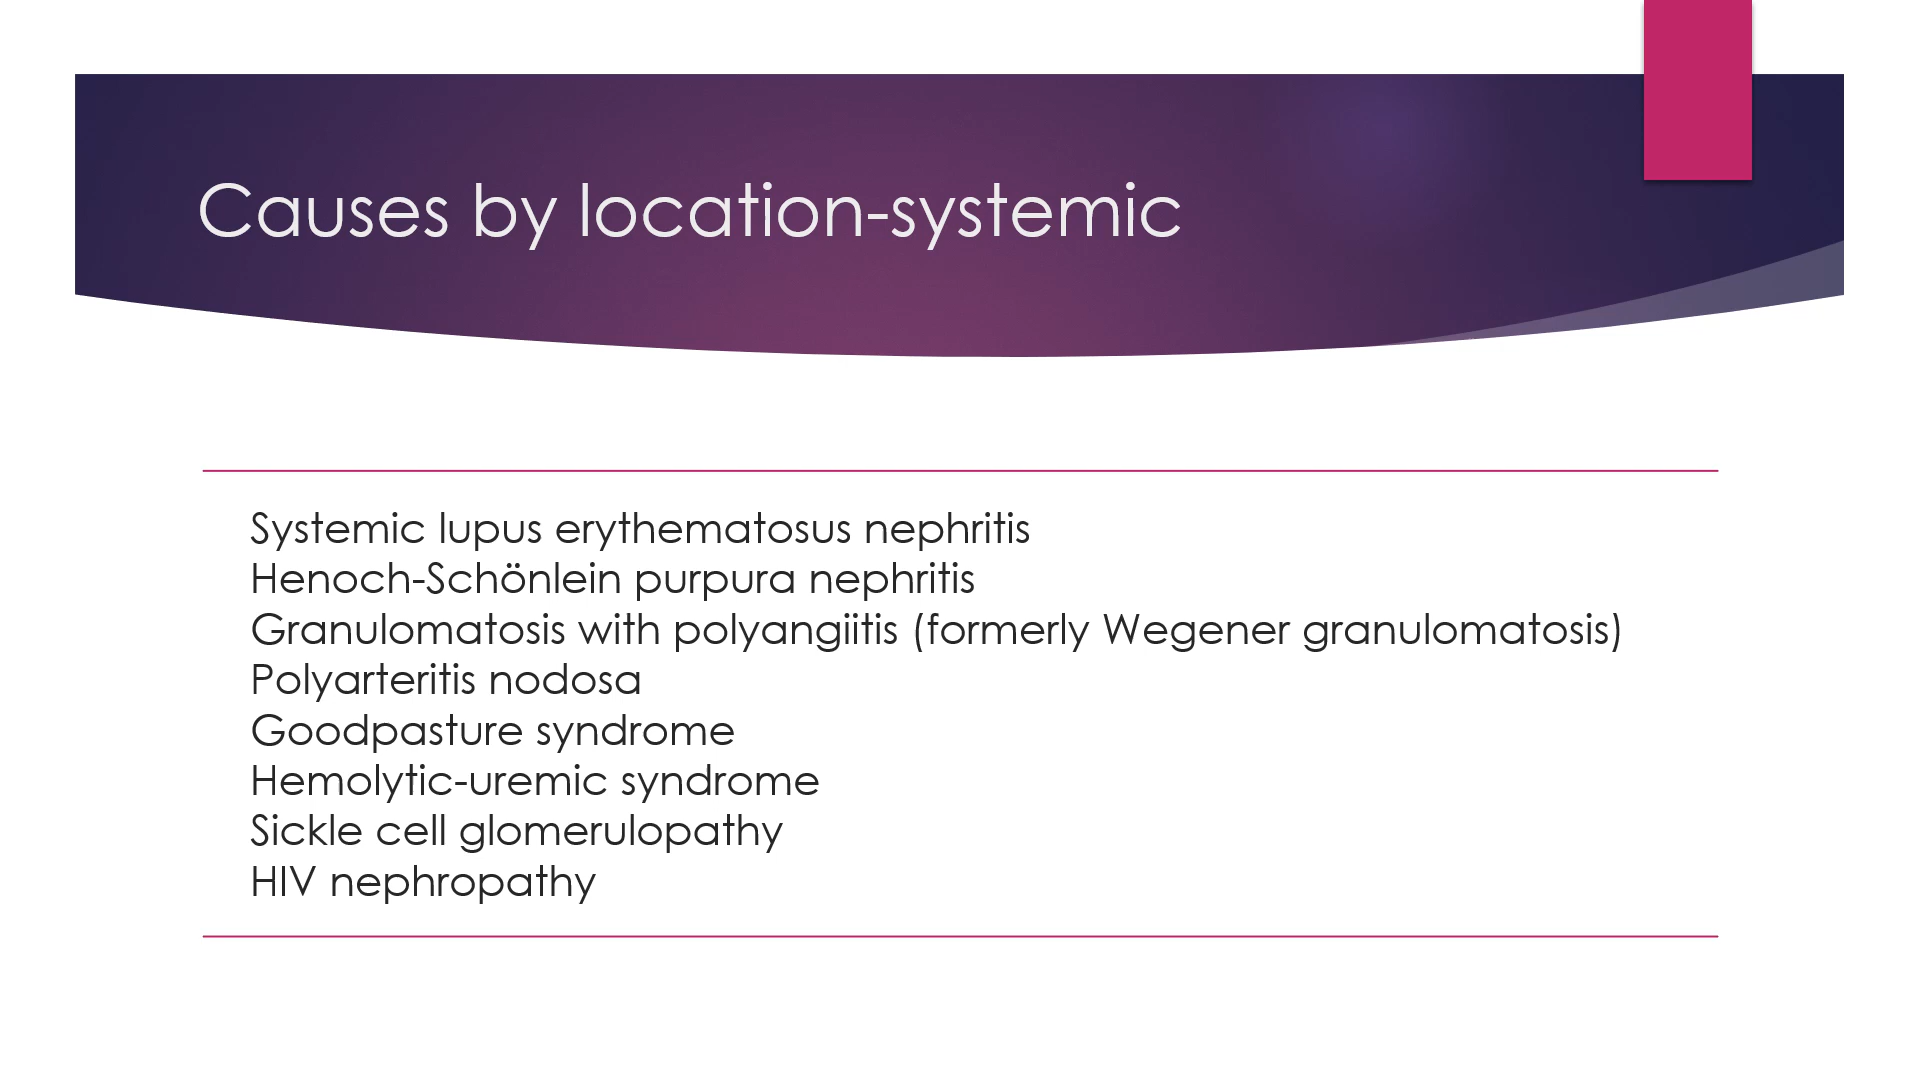 Causes by location-systemic
Systemic lupus erythematosus nephritis
Henoch-Schönlein purpura nephritis
Granulomatosis with polyangiitis (formerly Wegener granulomatosis)
Polyarteritis nodosa
Goodpasture syndrome
Hemolytic-uremic syndrome
Sickle cell glomerulopathy
HIV nephropathy